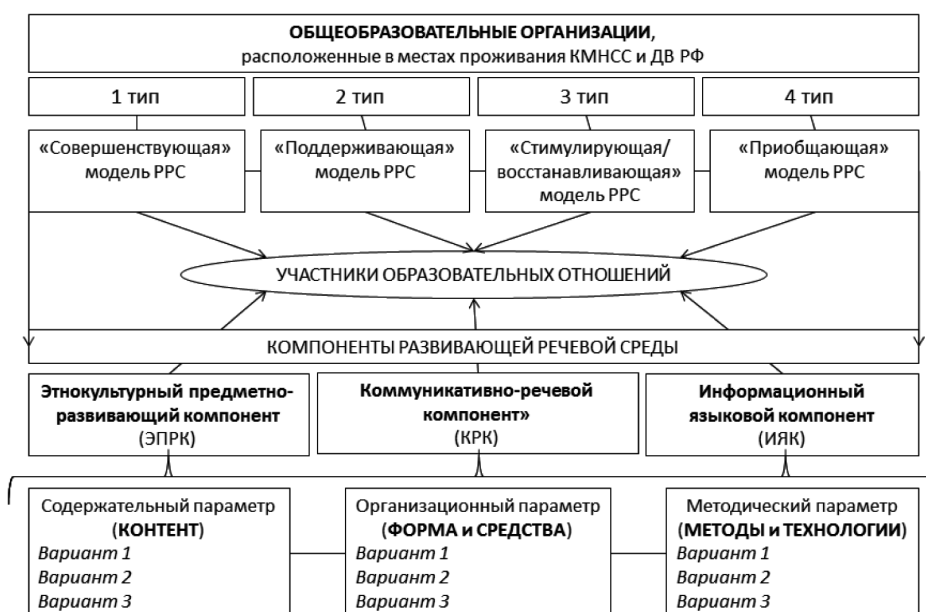 ОБЩЕОБРАЗОВАТЕЛЬНЫЕ ОРГАНИЗАЦИИ,
расположенные в местах проживания КМНСС и ДВ РФ
1 тип
2 тип
3 тип
4 тип
«Совершенствующая»
модель РРС
«Поддерживающая»
модель РРС
«Стимулирующая/
восстанавливающая»
модель РРС
«Приобщающая»
модель РРС
УЧАСТНИКИ ОБРАЗОВАТЕЛЬНЫХ ОТНОШЕНИЙ
КОМПОНЕНТЫ РАЗВИВАЮЩЕЙ РЕЧЕВОЙ СРЕДЫ
Этнокультурный предметно-
развивающий компонент
(ЭПРК)
Коммуникативно-речевой
компонент»
(КРК)
Информационный
языковой компонент
(ИЯК)
Содержательный параметр
(КОНТЕНТ)
Вариант 1
Вариант 2
Вариант 3
Организационный параметр
(ФОРМА и СРЕДСТВА)
Вариант 1
Вариант 2
Вариант 3
Методический параметр
(МЕТОДЫ и ТЕХНОЛОГИИ)
Вариант 1
Вариант 2
Вариант 3